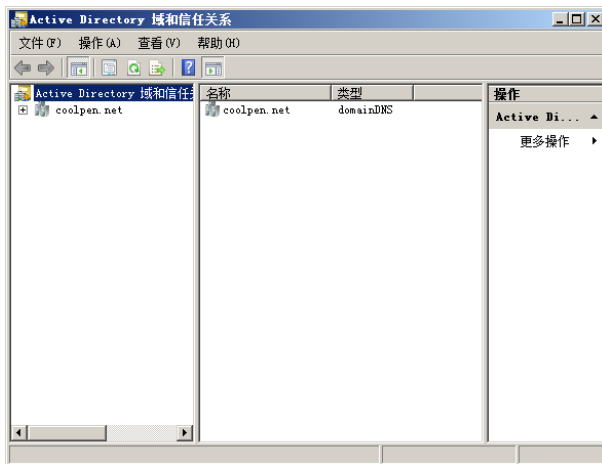 Active Directory 域和信任关系
文件(F) 操作(A) 查看(V) 帮助(H)
Active Directory 域和信任
名称 类型
操作
coolpen.net
coolpen.net domainDNS
Active Di...
更多操作